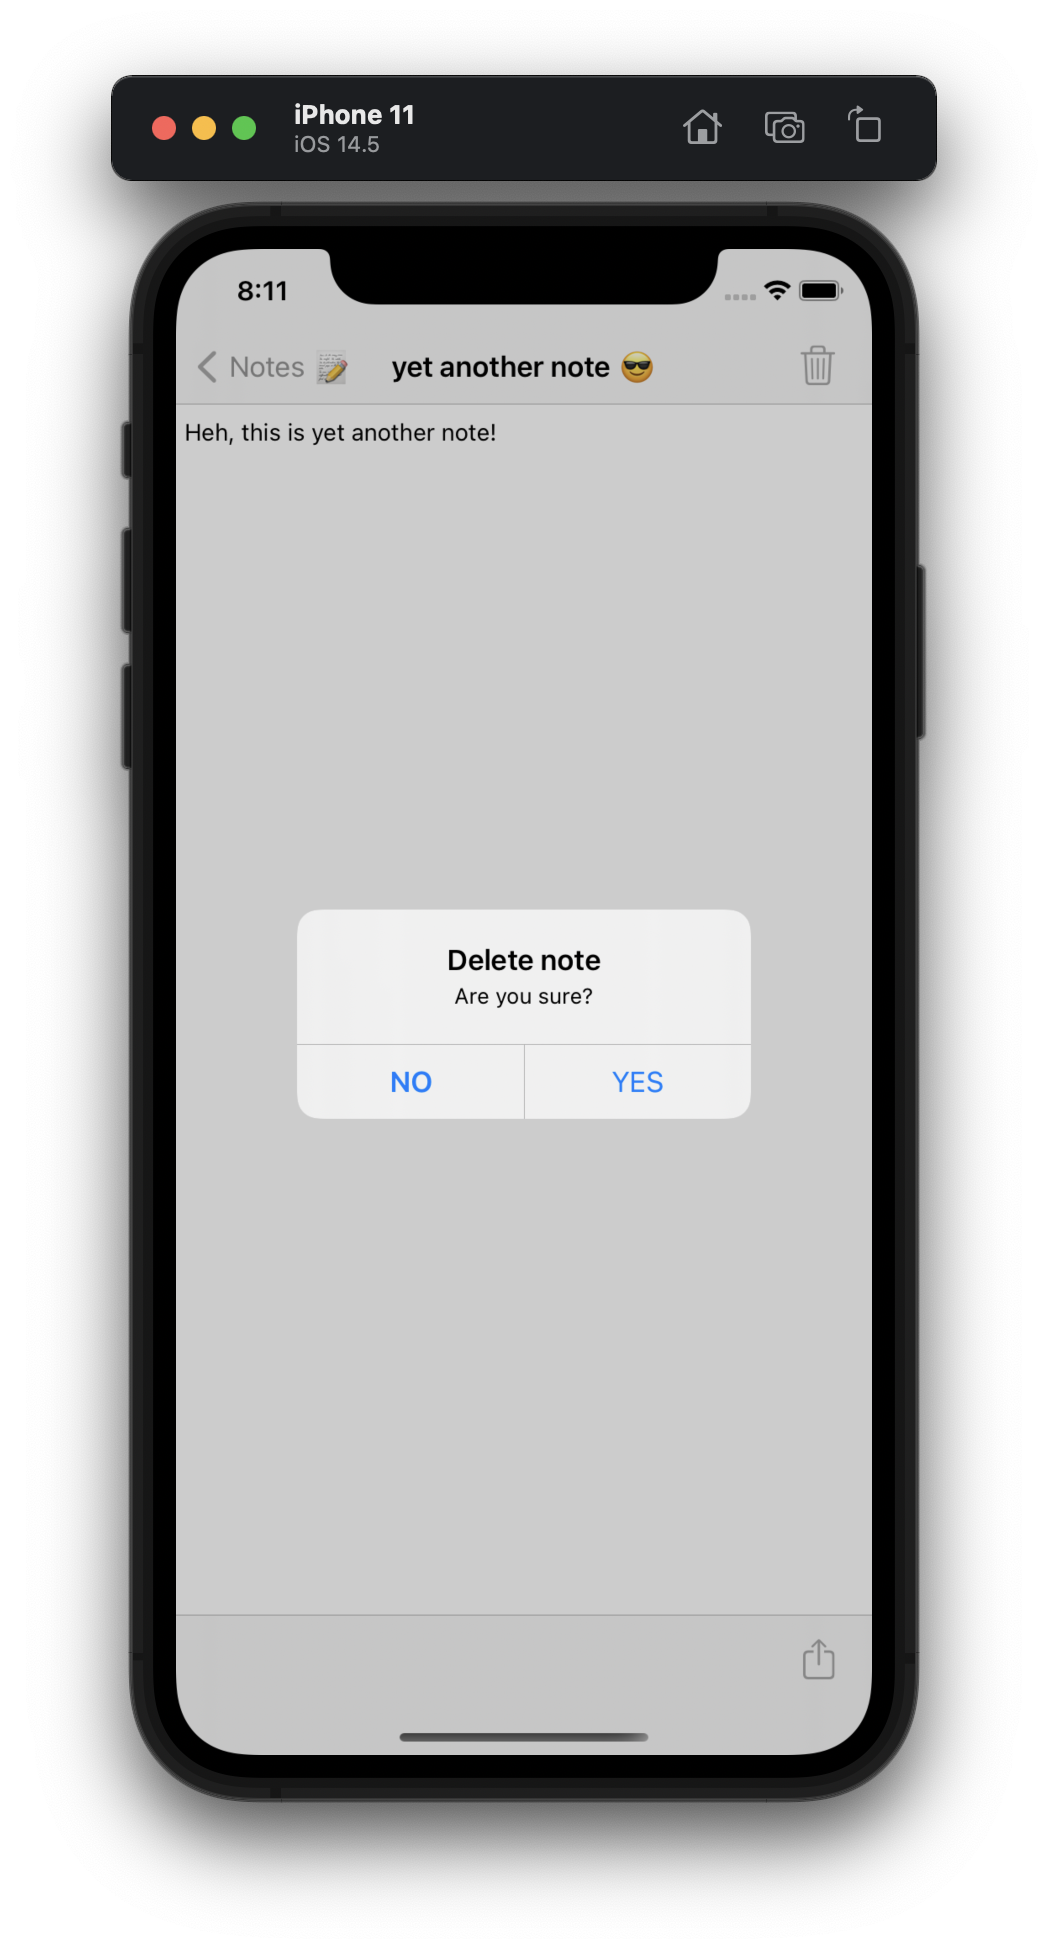 iPhone 11
iOS 14.5
8:11
Notes 📝 yet another note 😎
Heh, this is yet another note!
Delete note
Are you sure?
NO YES